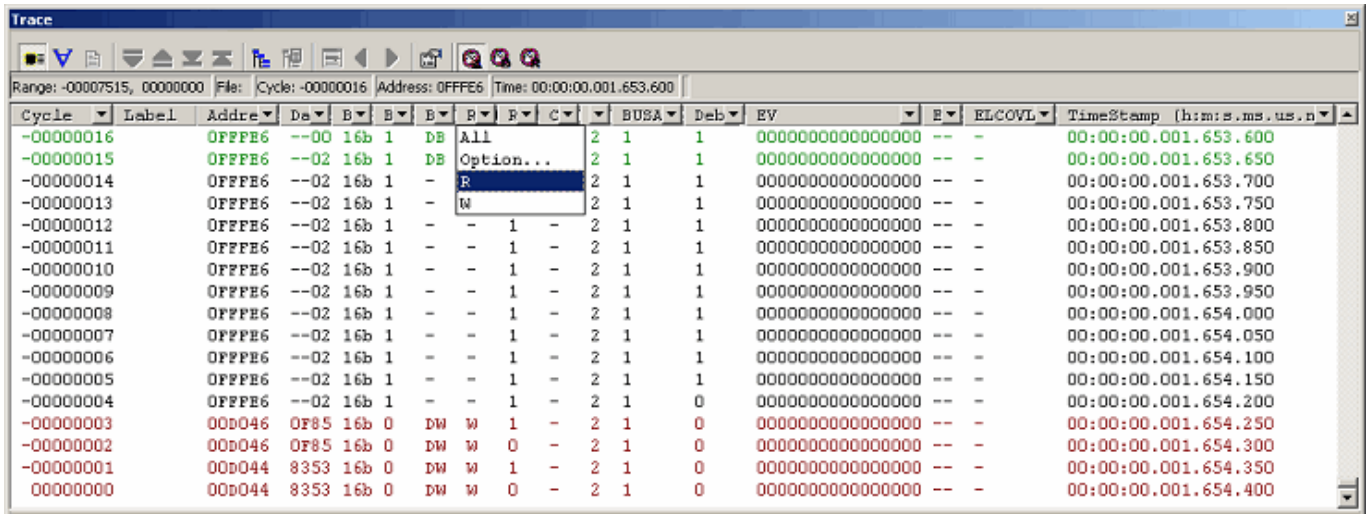 Trace
Range: -00007515, 00000000 File: Cycle: -00000016 Address: 0FFFE6 Time: 00:00:00.001.653.600
Cycle Label Addre Da B B B R R C BUSA Deb EV E ELCOVL TimeStamp (h:m:s.ms.us.n
-00000016 0FFFE6 --00 16b 1 DB All 2 1 1 0000000000000000 -- - 00:00:00.001.653.600
-00000015 0FFFE6 --00 16b 1 DB Option... 2 1 1 0000000000000000 -- - 00:00:00.001.653.650
-00000014 0FFFE6 --02 16b 1 - R 2 1 1 0000000000000000 -- - 00:00:00.001.653.700
-00000013 0FFFE6 --02 16b 1 - W 2 1 1 0000000000000000 -- - 00:00:00.001.653.750
-00000012 0FFFE6 --02 16b 1 - - 1 - 2 1 1 0000000000000000 -- - 00:00:00.001.653.800
-00000011 0FFFE6 --02 16b 1 - - 1 - 2 1 1 0000000000000000 -- - 00:00:00.001.653.850
-00000010 0FFFE6 --02 16b 1 - - 1 - 2 1 1 0000000000000000 -- - 00:00:00.001.653.900
-00000009 0FFFE6 --02 16b 1 - - 1 - 2 1 1 0000000000000000 -- - 00:00:00.001.653.950
-00000008 0FFFE6 --02 16b 1 - - 1 - 2 1 1 0000000000000000 -- - 00:00:00.001.654.000
-00000007 0FFFE6 --02 16b 1 - - 1 - 2 1 1 0000000000000000 -- - 00:00:00.001.654.050
-00000006 0FFFE6 --02 16b 1 - - 1 - 2 1 1 0000000000000000 -- - 00:00:00.001.654.100
-00000005 0FFFE6 --02 16b 1 - - 1 - 2 1 1 0000000000000000 -- - 00:00:00.001.654.150
-00000004 0FFFE6 --02 16b 1 - - 1 - 2 1 0 0000000000000000 -- - 00:00:00.001.654.200
-00000003 00D046 0F85 16b 0 DW W 1 - 2 1 0 0000000000000000 -- - 00:00:00.001.654.250
-00000002 00D046 0F85 16b 0 DW W 0 - 2 1 0 0000000000000000 -- - 00:00:00.001.654.300
-00000001 00D044 8353 16b 0 DW W 1 - 2 1 0 0000000000000000 -- - 00:00:00.001.654.350
00000000 00D044 8353 16b 0 DW W 0 - 2 1 0 0000000000000000 -- - 00:00:00.001.654.400